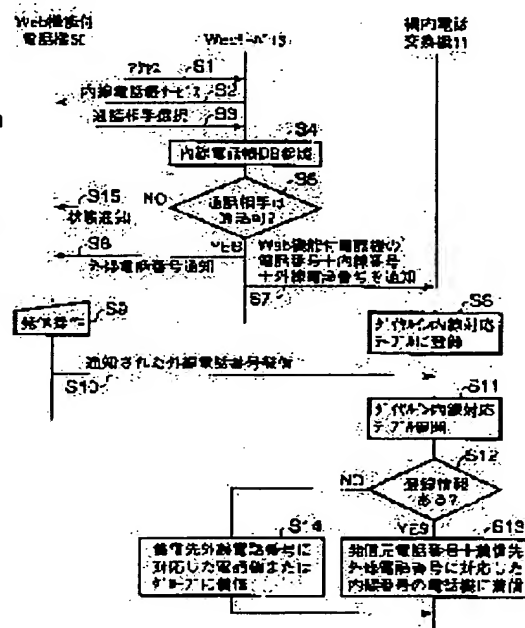 Web機能付
電話機50
Webサーバ13
構内電話
交換機11
アクセス
S1
内線電話帳サービス
S2
通話相手選択
S3
S4
内線電話帳DB参照
S5
通話相手は
通話可?
NO
YES
S15
状態通知
S6
外線電話番号通知
Web機能付電話機の
電話番号+内線番号
+外線電話番号を通知
S7
S9
発信操作
ダイヤルイン内線対応
テーブルに登録
通知された外線電話番号発信
S10
S11
ダイヤルイン内線対応
テーブル参照
S12
登録情報
ある?
NO
YES
S14
着信先外線電話番号に
対応した電話機または
グループに着信
S13
発信元電話番号+着信先
外線電話番号に対応した
内線番号の電話機に着信